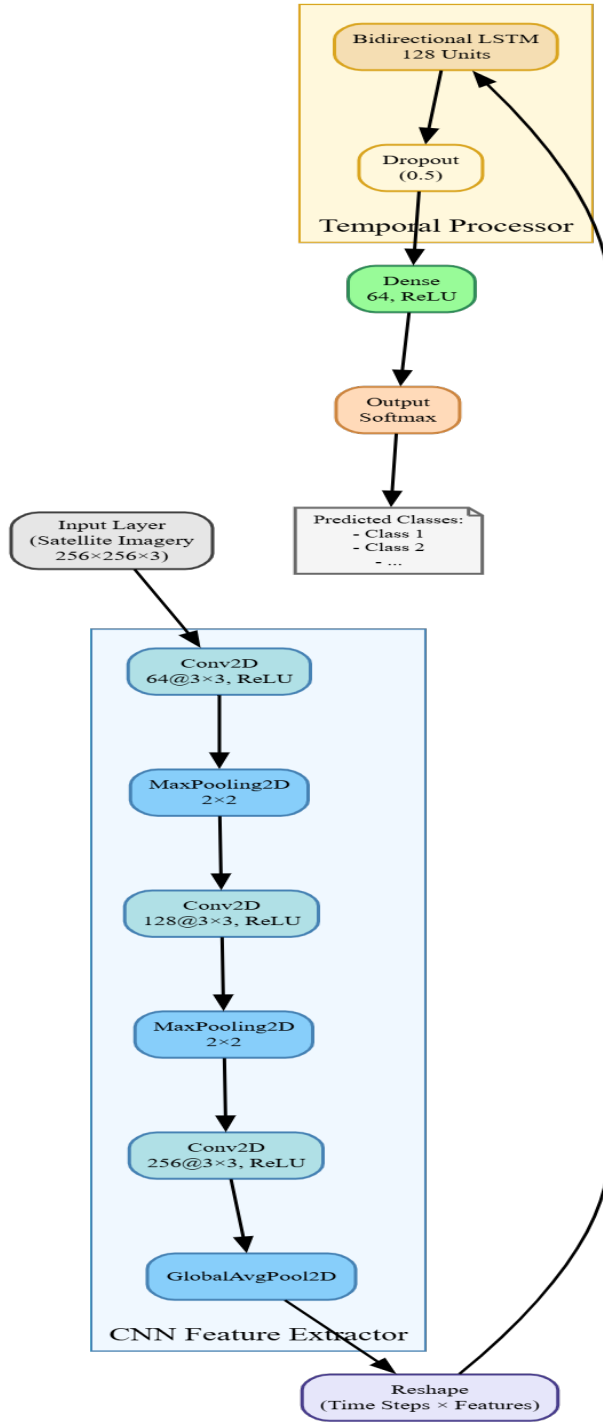 Bidirectional LSTM
128 Units
Dropout
(0.5)
Temporal Processor
Dense
64, ReLU
Output
Softmax
Predicted Classes:
- Class 1
- Class 2
- ...
Input Layer
(Satellite Imagery
256×256×3)
Conv2D
64@3×3, ReLU
MaxPooling2D
2×2
Conv2D
128@3×3, ReLU
MaxPooling2D
2×2
Conv2D
256@3×3, ReLU
GlobalAvgPool2D
CNN Feature Extractor
Reshape
(Time Steps × Features)